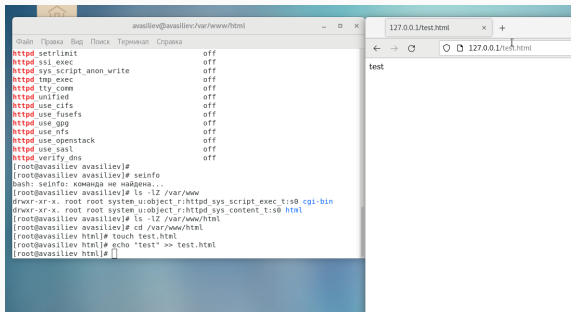 avasiliev@avasiliev:/var/www/html
Файл Правка Вид Поиск Терминал Справка
httpd_setrlimit off
httpd_ssi_exec off
httpd_sys_script_anon_write off
httpd_tmp_exec off
httpd_tty_comm off
httpd_unified off
httpd_use_cifs off
httpd_use_fusefs off
httpd_use_gpg off
httpd_use_nfs off
httpd_use_openstack off
httpd_use_sasl off
httpd_verify_dns off
[root@avasiliev avasiliev]#
[root@avasiliev avasiliev]# seinfo
bash: seinfo: команда не найдена...
[root@avasiliev avasiliev]# ls -lZ /var/www
drwxr-xr-x. root root system_u:object_r:httpd_sys_script_exec_t:s0 cgi-bin
drwxr-xr-x. root root system_u:object_r:httpd_sys_content_t:s0 html
[root@avasiliev avasiliev]# ls -lZ /var/www/html
[root@avasiliev avasiliev]# cd /var/www/html
[root@avasiliev html]# touch test.html
[root@avasiliev html]# echo "test" >> test.html
[root@avasiliev html]#
127.0.0.1/test.html
127.0.0.1/test.html
test